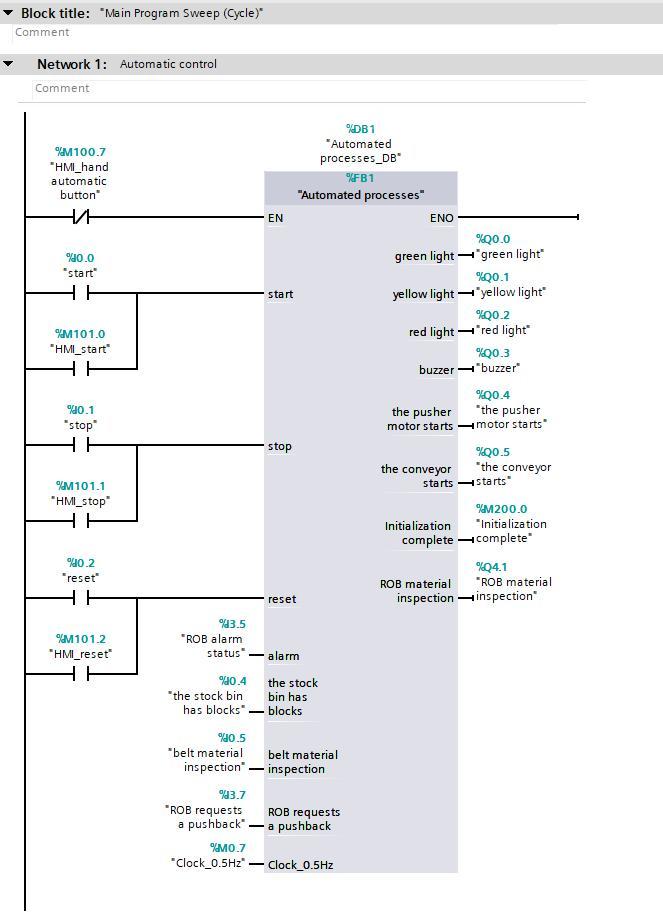 Block title: "Main Program Sweep (Cycle)"
Comment
Network 1: Automatic control
Comment
%DB1
"Automated
processes_DB"
%M100.7
"HMI_hand
automatic
button"
%FB1
"Automated processes"
EN
ENO
%I0.0
"start"
start
%M101.0
"HMI_start"
%I0.1
"stop"
stop
%M101.1
"HMI_stop"
%I0.2
"reset"
reset
%M101.2
"HMI_reset"
%I3.5
"ROB alarm
status"
alarm
%I0.4
"the stock bin
has blocks"
the stock
bin has
blocks
%I0.5
"belt material
inspection"
belt material
inspection
%I3.7
"ROB requests
a pushback"
ROB requests
a pushback
%M0.7
"Clock_0.5Hz"
Clock_0.5Hz
green light
%Q0.0
"green light"
yellow light
%Q0.1
"yellow light"
red light
%Q0.2
"red light"
buzzer
%Q0.3
"buzzer"
the pusher
motor starts
%Q0.4
"the pusher
motor starts"
the conveyor
starts
%Q0.5
"the conveyor
starts"
Initialization
complete
%M200.0
"Initialization
complete"
ROB material
inspection
%Q4.1
"ROB material
inspection"